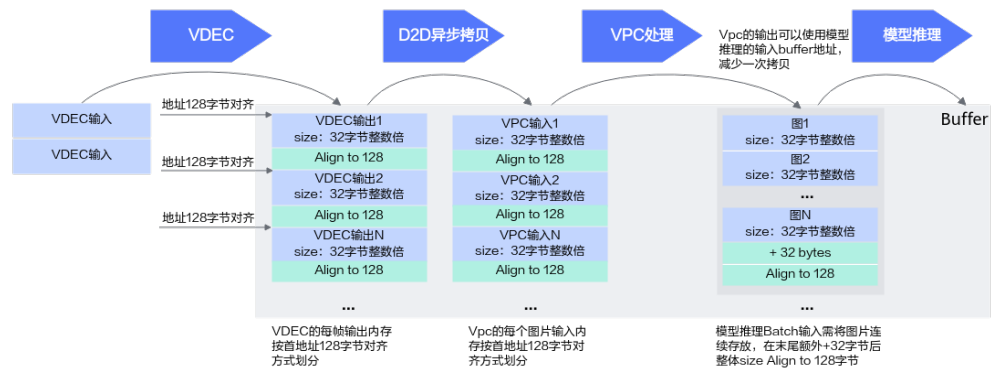 VDEC
D2D异步拷贝
VPC处理
模型推理
Vpc的输出可以使用模型
推理的输入buffer地址，
减少一次拷贝
Buffer
VDEC输入
VDEC输入
地址128字节对齐
地址128字节对齐
地址128字节对齐
VDEC输出1
size：32字节整数倍
Align to 128
VDEC输出2
size：32字节整数倍
Align to 128
VDEC输出N
size：32字节整数倍
Align to 128
...
VDEC的每帧输出内存
按首地址128字节对齐
方式划分
VPC输入1
size：32字节整数倍
Align to 128
VPC输入2
size：32字节整数倍
Align to 128
VPC输入N
size：32字节整数倍
Align to 128
...
Vpc的每个图片输入内
存按首地址128字节对
齐方式划分
图1
size：32字节整数倍
图2
size：32字节整数倍
...
图N
size：32字节整数倍
+ 32 bytes
Align to 128
...
模型推理Batch输入需将图片连
续存放，在末尾额外+32字节后
整体size Align to 128字节